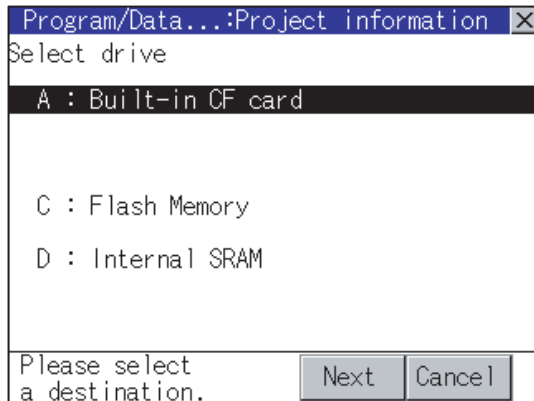 Program/Data...:Project information
Select drive
A : Built-in CF card
C : Flash Memory
D : Internal SRAM
Please select
a destination.
Next
Cancel